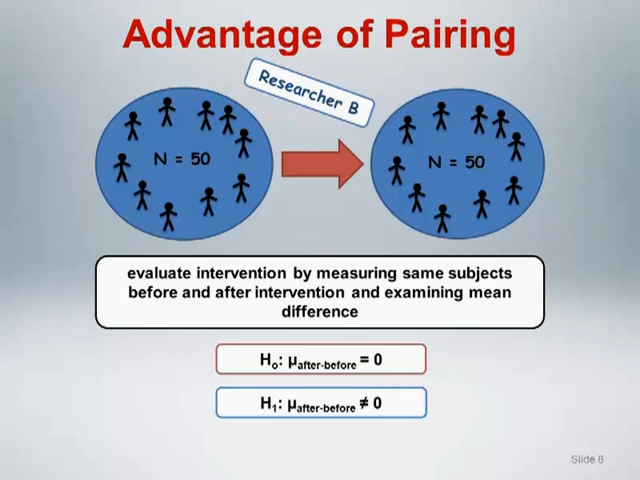 Advantage of Pairing
Researcher B
N = 50
N = 50
evaluate intervention by measuring same subjects
before and after intervention and examining mean
difference
Ho: μafter-before = 0
H1: μafter-before ≠ 0
Slide 8